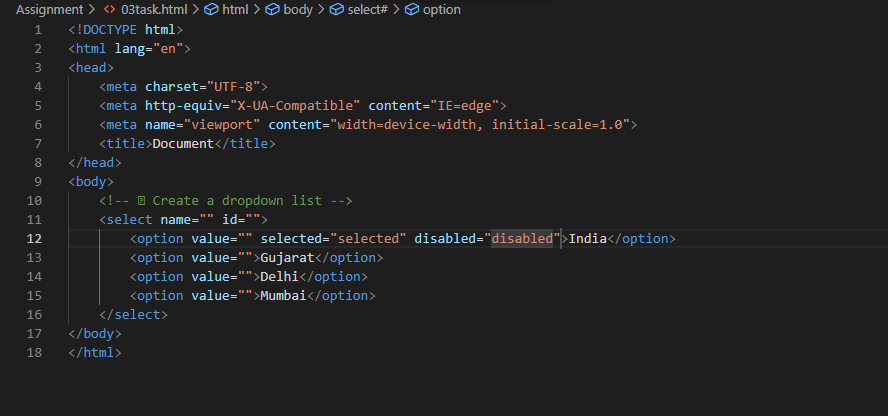 Assignment > <> 03task.html > html > body > select# > option
1 <!DOCTYPE html>
2 <html lang="en">
3 <head>
4     <meta charset="UTF-8">
5     <meta http-equiv="X-UA-Compatible" content="IE=edge">
6     <meta name="viewport" content="width=device-width, initial-scale=1.0">
7     <title>Document</title>
8 </head>
9 <body>
10     <!--  Create a dropdown list -->
11     <select name="" id="">
12         <option value="" selected="selected" disabled="disabled">India</option>
13         <option value="">Gujarat</option>
14         <option value="">Delhi</option>
15         <option value="">Mumbai</option>
16     </select>
17 </body>
18 </html>